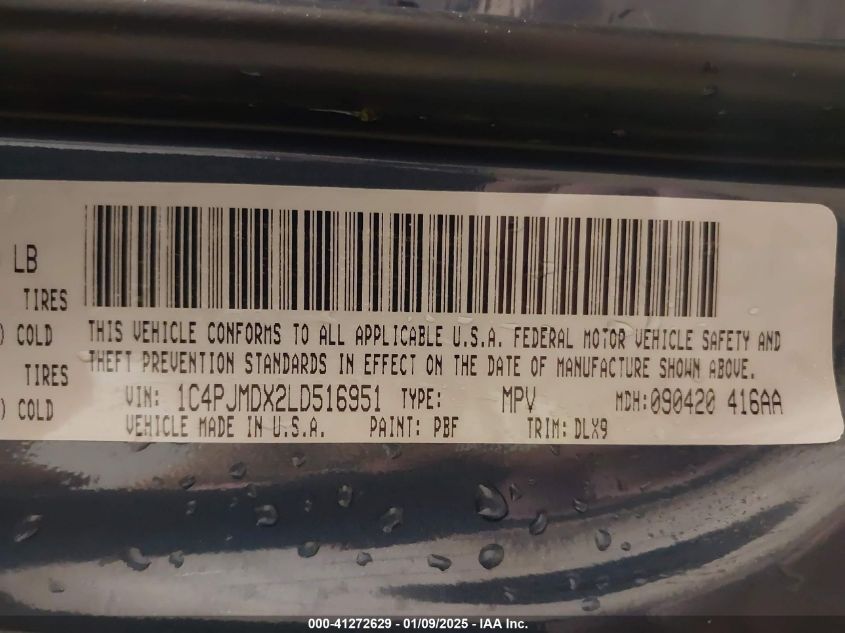 LB
TIRES
) COLD
TIRES
) COLD
THIS VEHICLE CONFORMS TO ALL APPLICABLE U.S.A. FEDERAL MOTOR VEHICLE SAFETY AND
THEFT PREVENTION STANDARDS IN EFFECT ON THE DATE OF MANUFACTURE SHOWN ABOVE.
VIN: 1C4PJMDX2LD516951 TYPE: MPV MDH:090420 416AA
VEHICLE MADE IN U.S.A. PAINT: PBF TRIM: DLX9
000-41272629 - 01/09/2025 - IAA Inc.